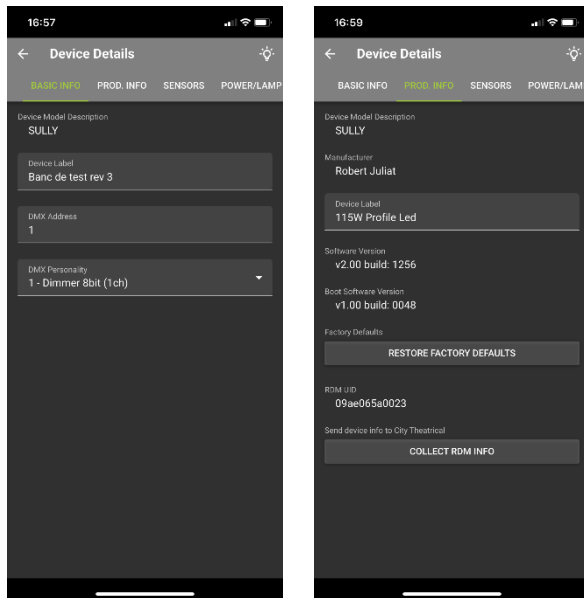 16:57
Device Details
BASIC INFO PROD. INFO SENSORS POWER/LAMP
Device Model Description
SULLY
Device Label
Banc de test rev 3
DMX Address
1
DMX Personality
1 - Dimmer 8bit (1ch)
16:59
Device Details
BASIC INFO PROD. INFO SENSORS POWER/LAM
Device Model Description
SULLY
Manufacturer
Robert Juliat
Device Label
115W Profile Led
Software Version
v2.00 build: 1256
Boot Software Version
v1.00 build: 0048
Factory Defaults
RESTORE FACTORY DEFAULTS
RDM UID
09ae065a0023
Send device info to City Theatrical
COLLECT RDM INFO